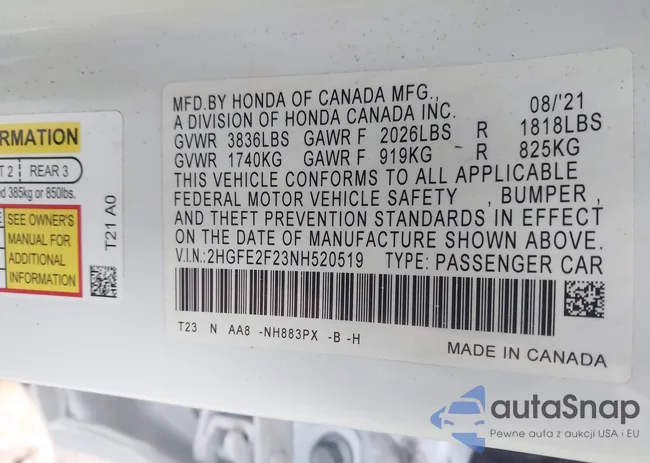 RMATION
T 2 REAR 3
ed 385kg or 850lbs.
SEE OWNER'S
MANUAL FOR
ADDITIONAL
INFORMATION
T21 A0
MFD.BY HONDA OF CANADA MFG., 08/'21
A DIVISION OF HONDA CANADA INC.
GVWR 3836LBS GAWR F 2026LBS R 1818LBS
GVWR 1740KG GAWR F 919KG R 825KG
THIS VEHICLE CONFORMS TO ALL APPLICABLE
FEDERAL MOTOR VEHICLE SAFETY , BUMPER ,
AND THEFT PREVENTION STANDARDS IN EFFECT
ON THE DATE OF MANUFACTURE SHOWN ABOVE.
V.I.N.:2HGFE2F23NH520519 TYPE: PASSENGER CAR
T23 N AA8 -NH883PX -B -H
MADE IN CANADA
autaSnap
Pewne auta z aukcji USA i EU